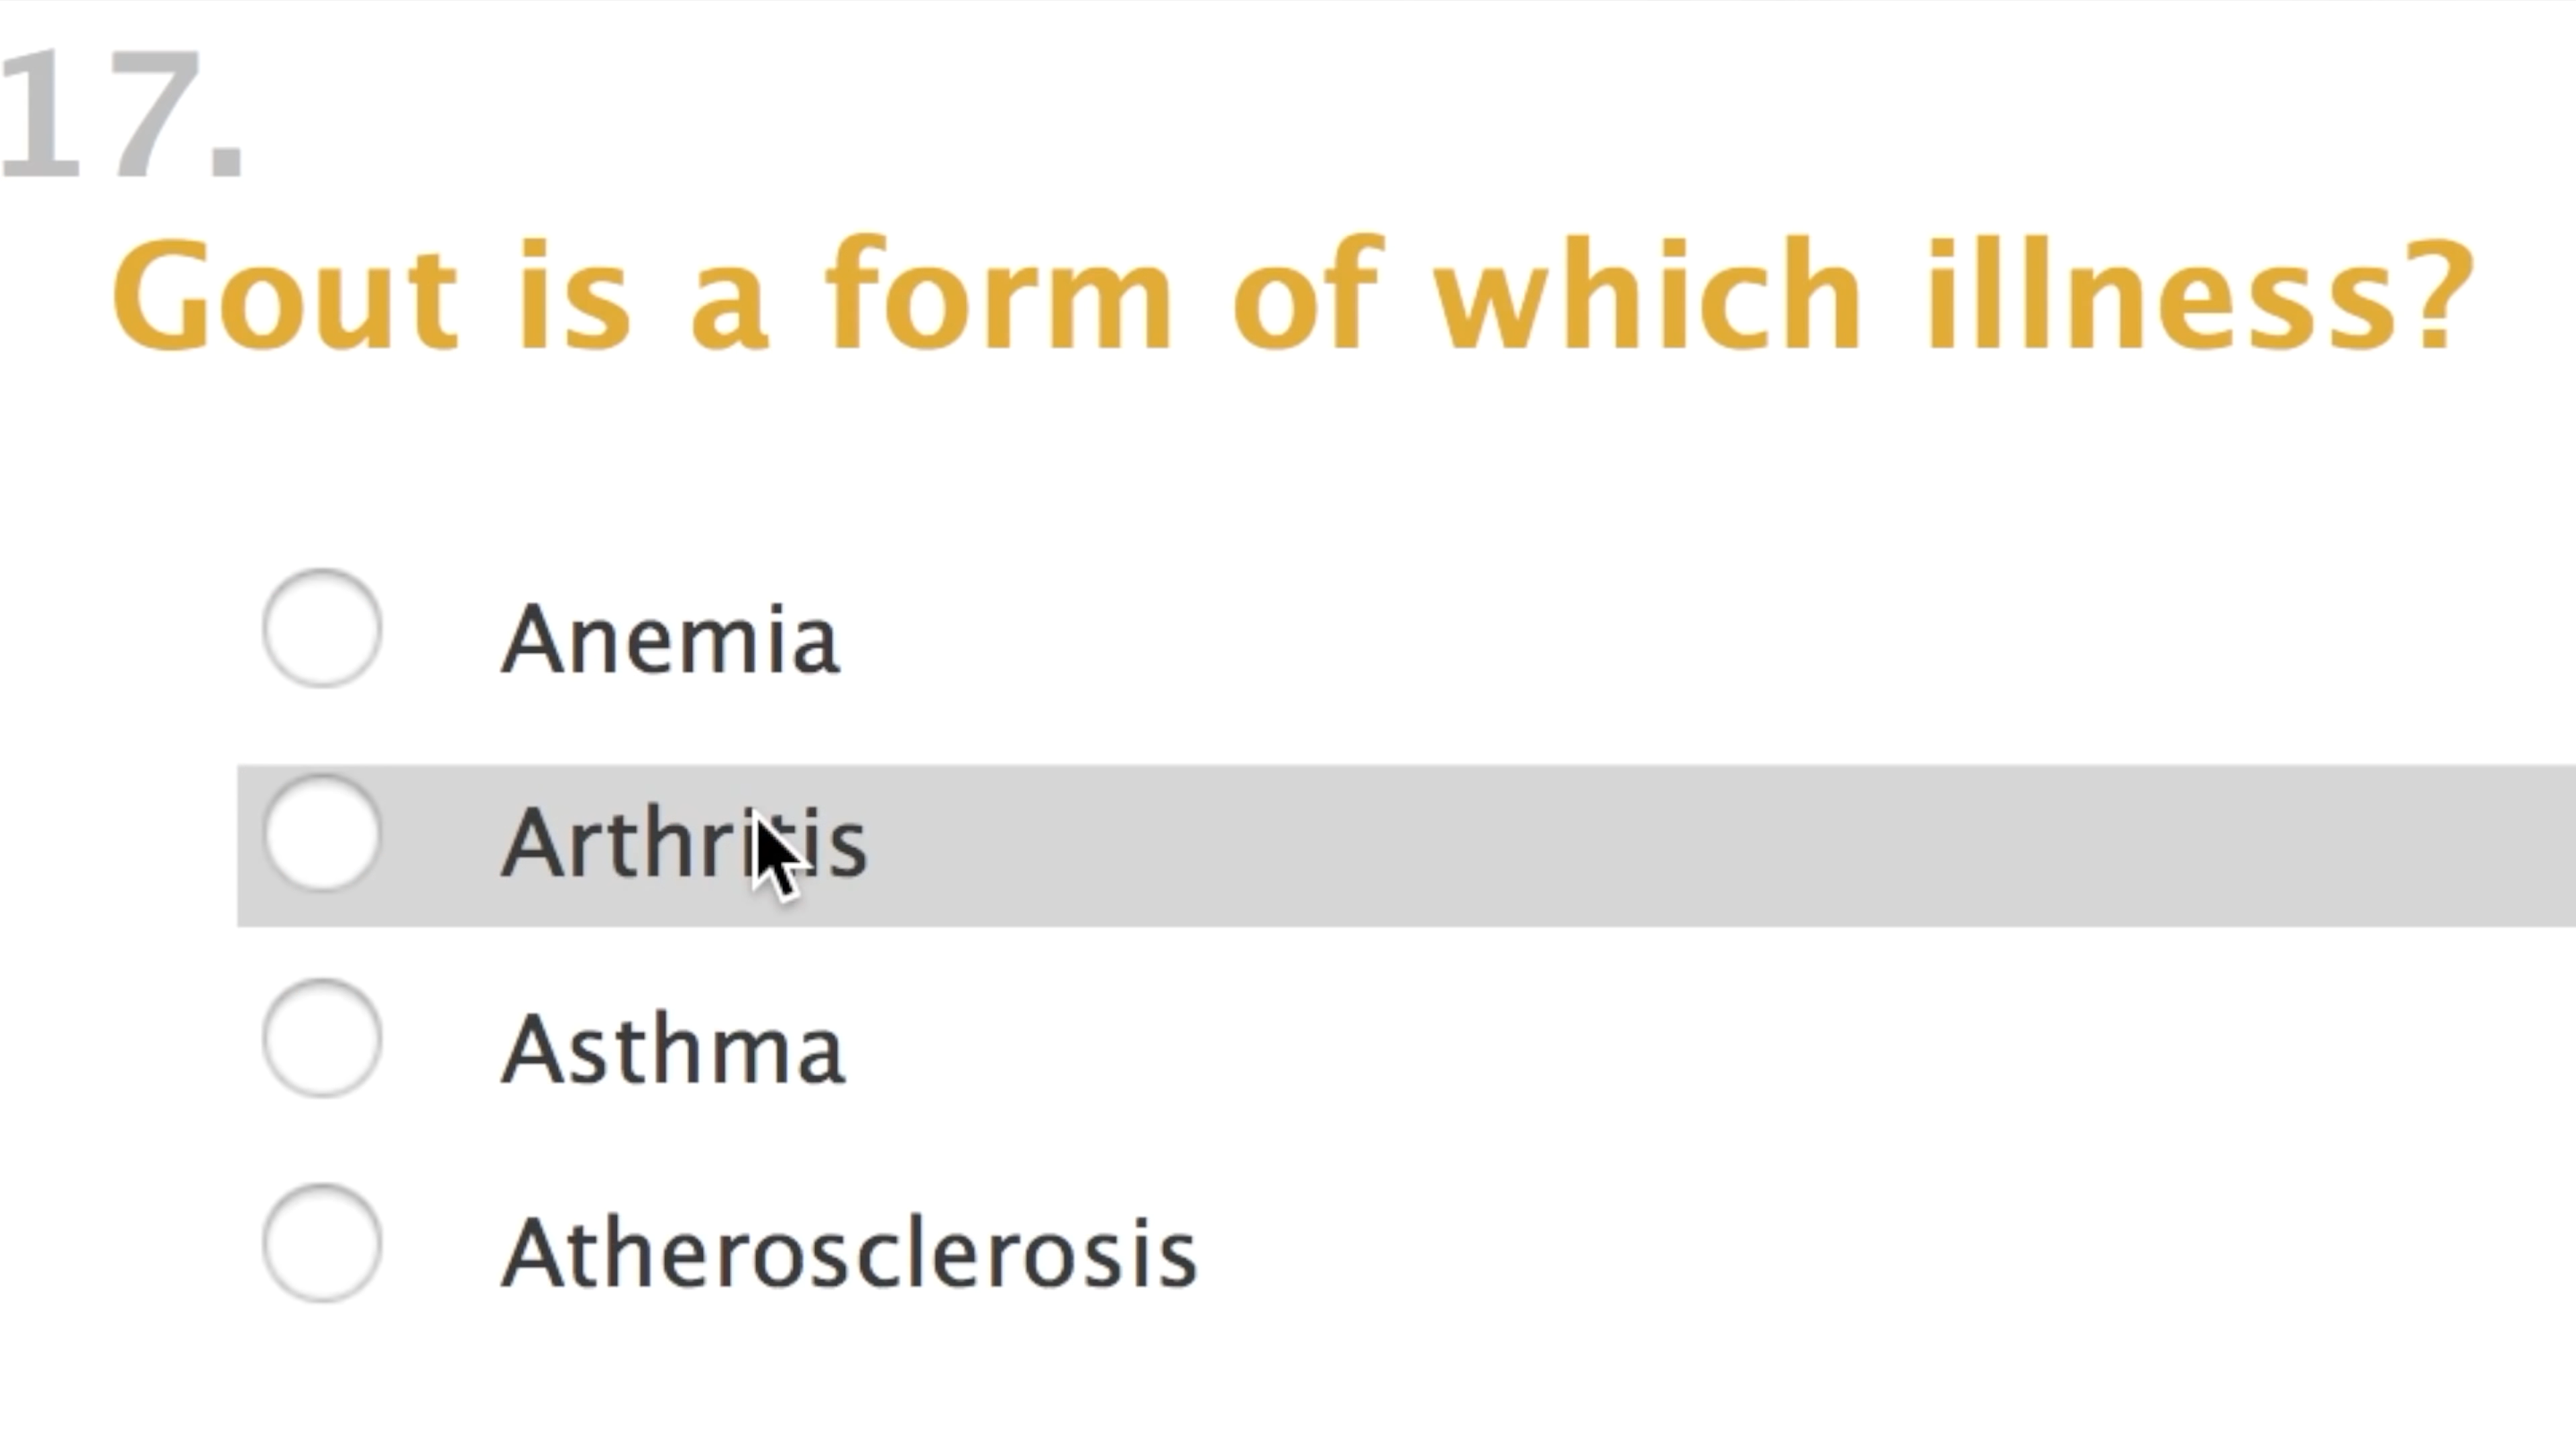 17.
Gout is a form of which illness?
Anemia
Arthritis
Asthma
Atherosclerosis